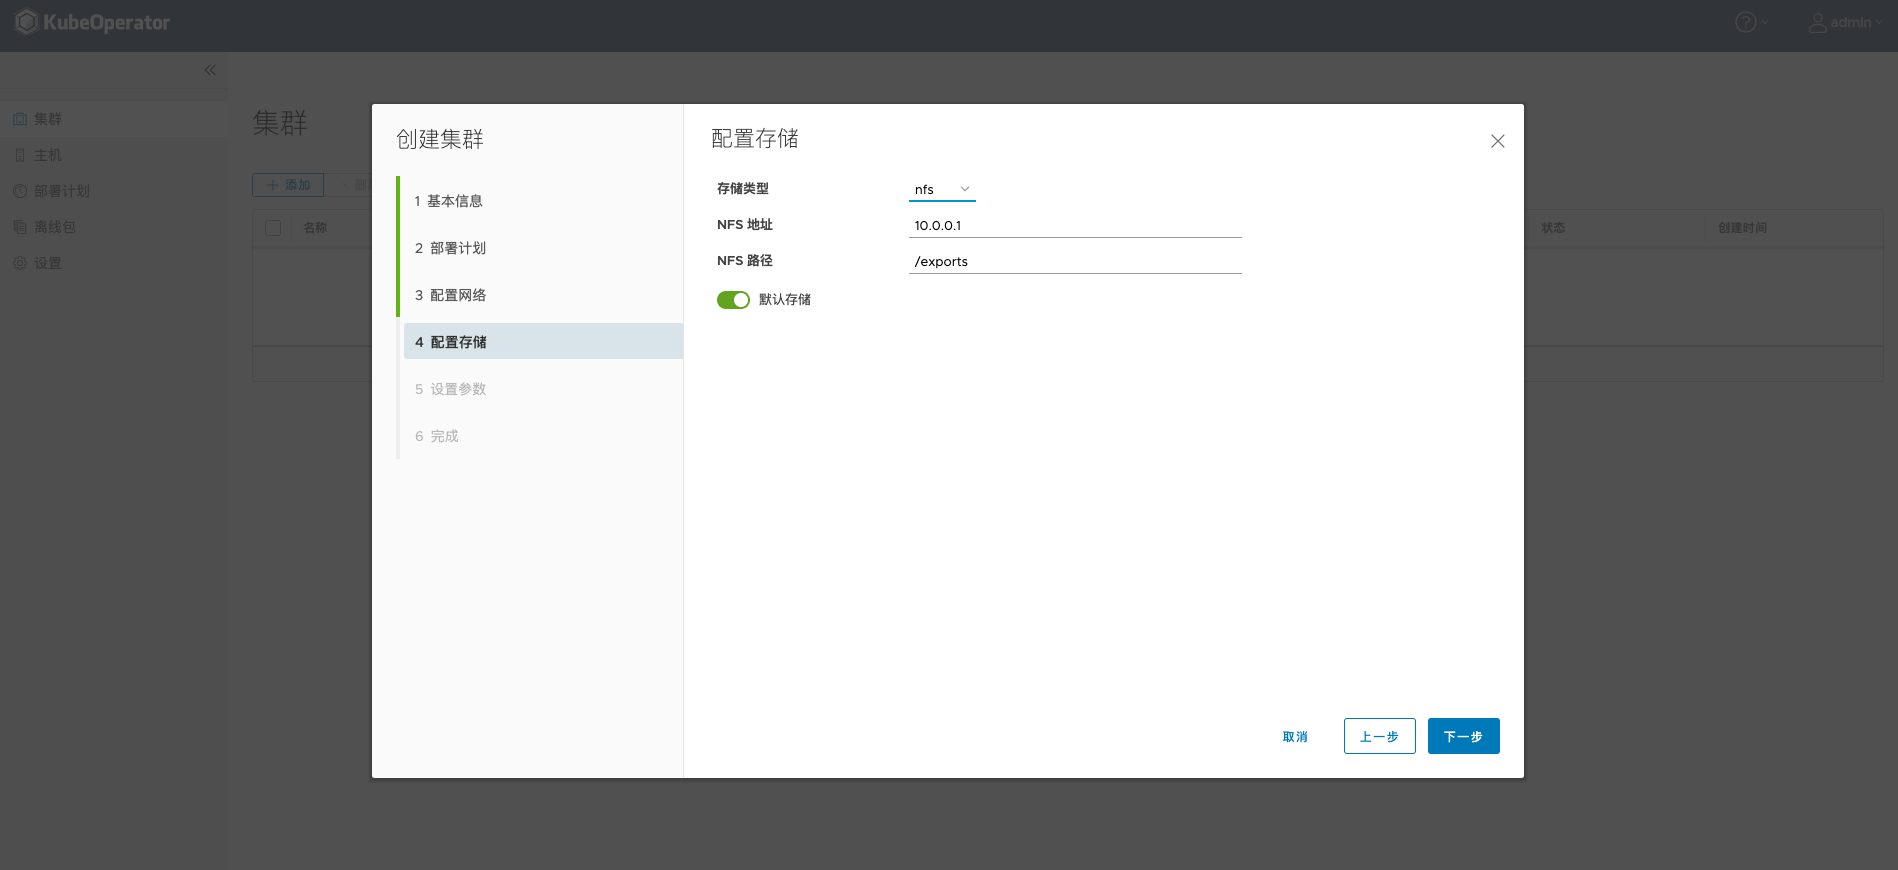 KubeOperator
admin
集群
主机
部署计划
离线包
设置
集群
添加
名称
状态
创建时间
创建集群
1 基本信息
2 部署计划
3 配置网络
4 配置存储
5 设置参数
6 完成
配置存储
存储类型 nfs
NFS 地址 10.0.0.1
NFS 路径 /exports
默认存储
取消 上一步 下一步